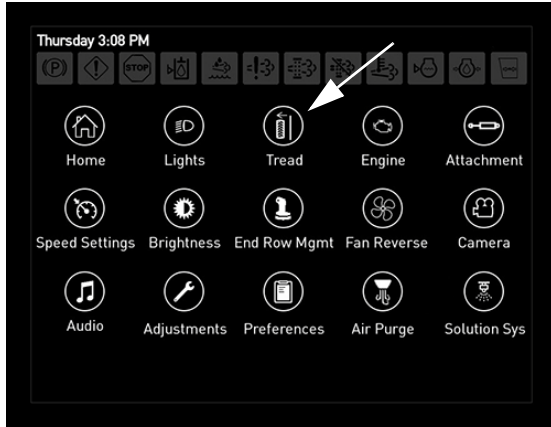 Thursday 3:08 PM
(P) STOP
Home Lights Tread Engine Attachment
Speed Settings Brightness End Row Mgmt Fan Reverse Camera
Audio Adjustments Preferences Air Purge Solution Sys